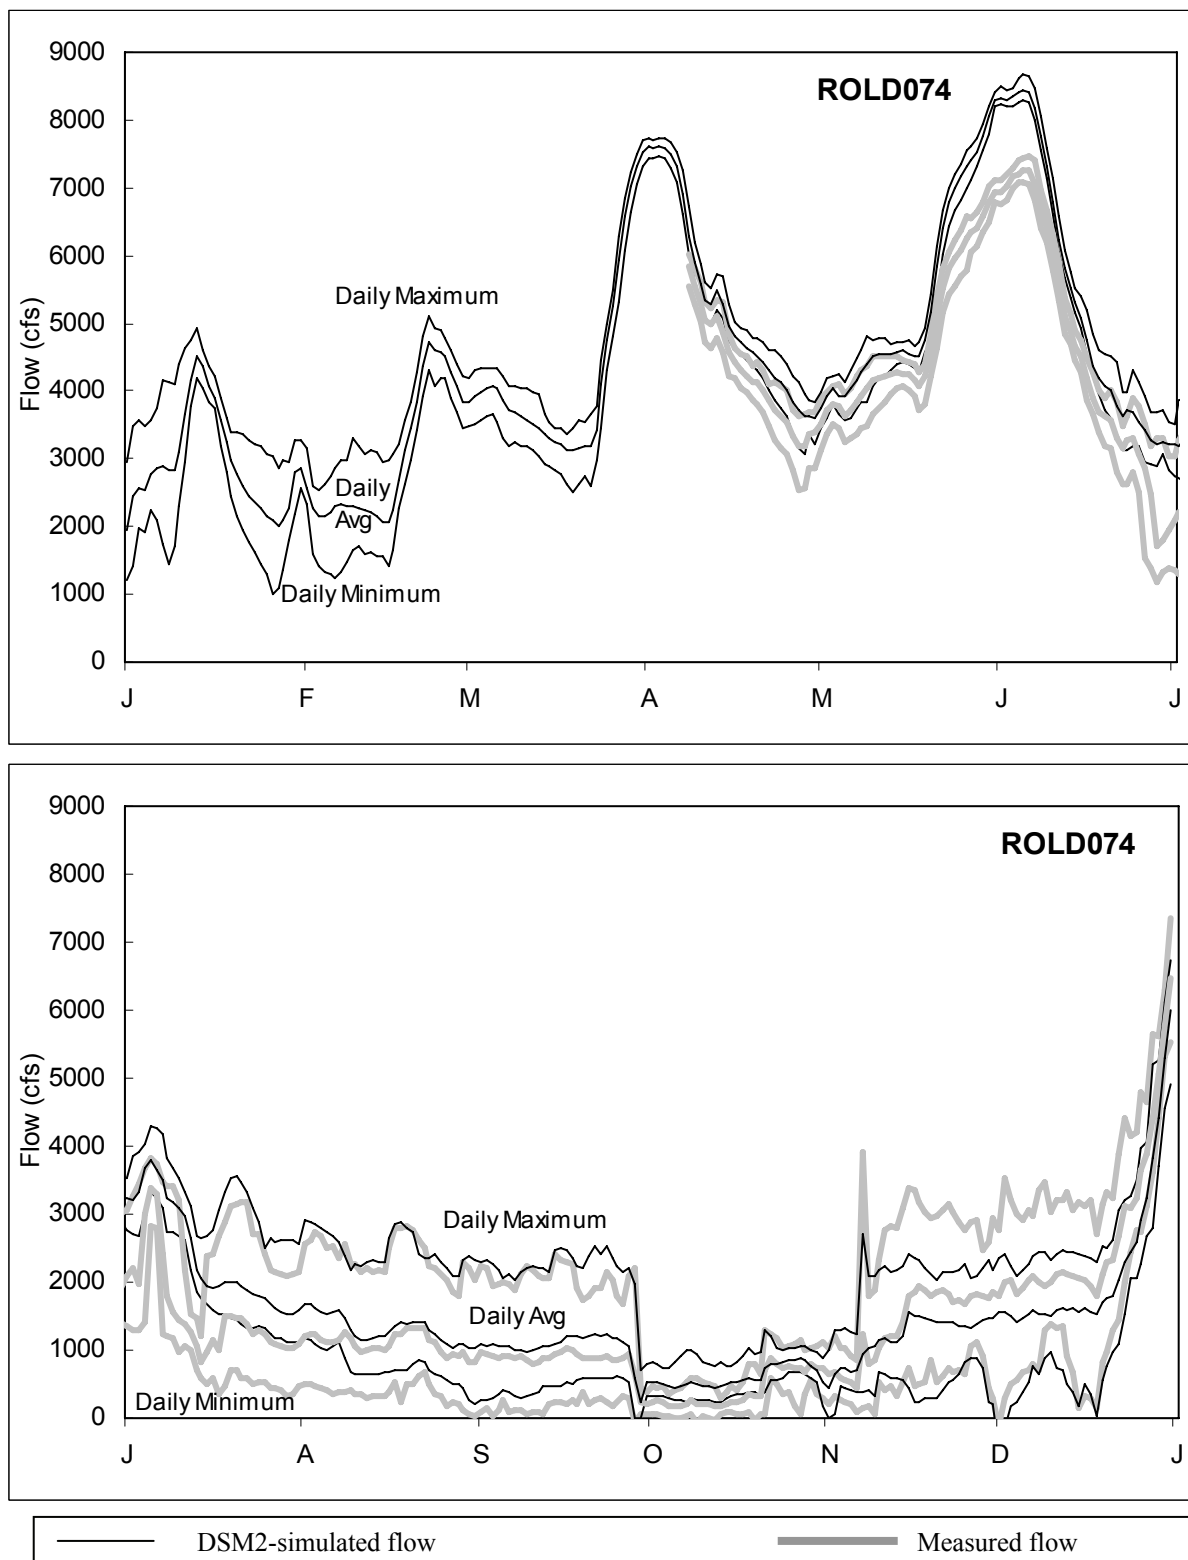 9000
ROLD074
8000
7000
6000
Daily Maximum
5000
Flow (cfs)
4000
3000
Daily
Avg
2000
1000
Daily Minimum
0
J F M A M J J
9000
ROLD074
8000
7000
6000
5000
Flow (cfs)
4000
3000
Daily Maximum
2000
Daily Avg
1000
Daily Minimum
0
J A S O N D J
DSM2-simulated flow
Measured flow